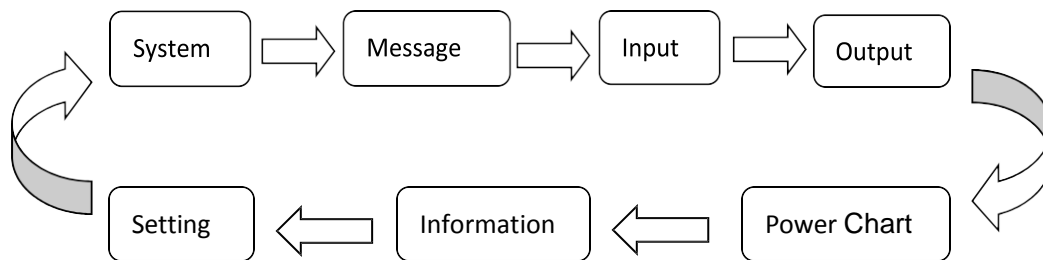 System
Message
Input
Output
Setting
Information
Power Chart